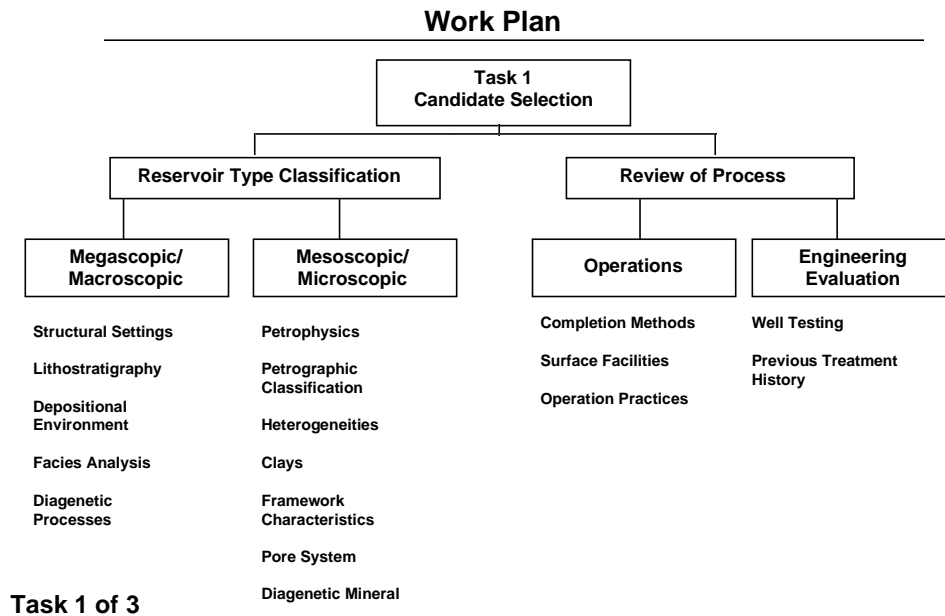 Work Plan
Task 1
Candidate Selection
Reservoir Type Classification
Review of Process
Megascopic/
Macroscopic
Mesoscopic/
Microscopic
Operations
Engineering
Evaluation
Structural Settings
Lithostratigraphy
Depositional
Environment
Facies Analysis
Diagenetic
Processes
Petrophysics
Petrographic
Classification
Heterogeneities
Clays
Framework
Characteristics
Pore System
Diagenetic Mineral
Completion Methods
Surface Facilities
Operation Practices
Well Testing
Previous Treatment
History
Task 1 of 3